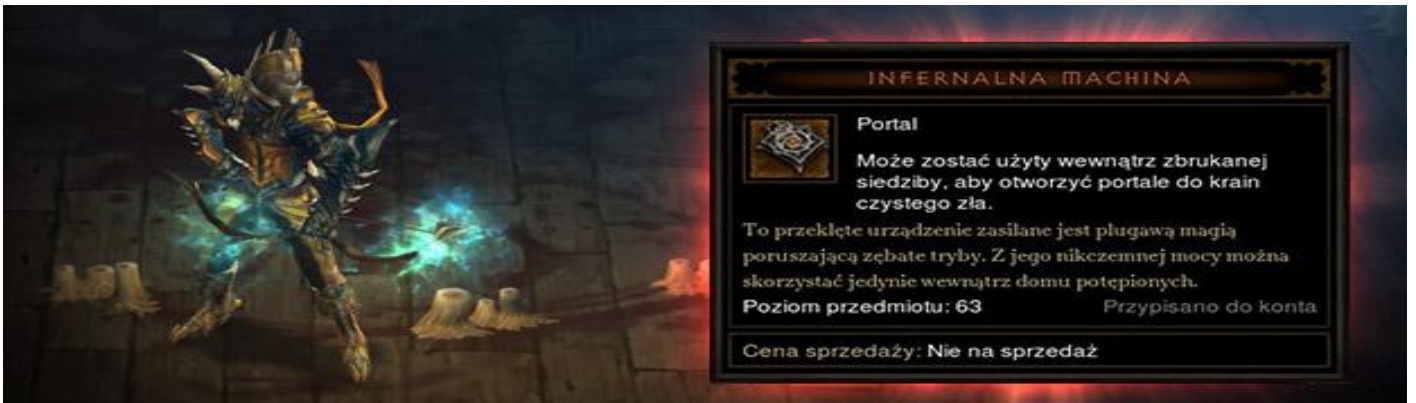 INFERNALNA MACHINA
Portal
Może zostać użyty wewnątrz zbrukanej
siedziby, aby otworzyć portale do krain
czystego zła.
To przeklęte urządzenie zasilane jest plugawą magią
poruszającą zębate tryby. Z jego nikczemnej mocy można
skorzystać jedynie wewnątrz domu potępionych.
Poziom przedmiotu: 63 Przypisano do konta
Cena sprzedaży: Nie na sprzedaż